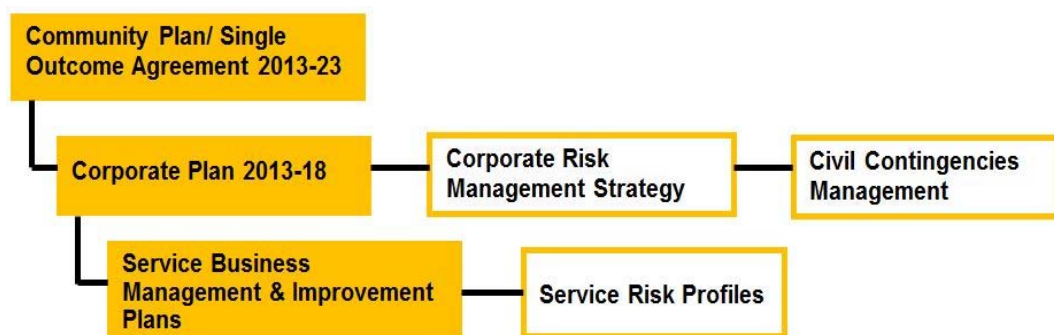 Community Plan/ Single
Outcome Agreement 2013-23
Corporate Plan 2013-18
Corporate Risk
Management Strategy
Civil Contingencies
Management
Service Business
Management & Improvement
Plans
Service Risk Profiles